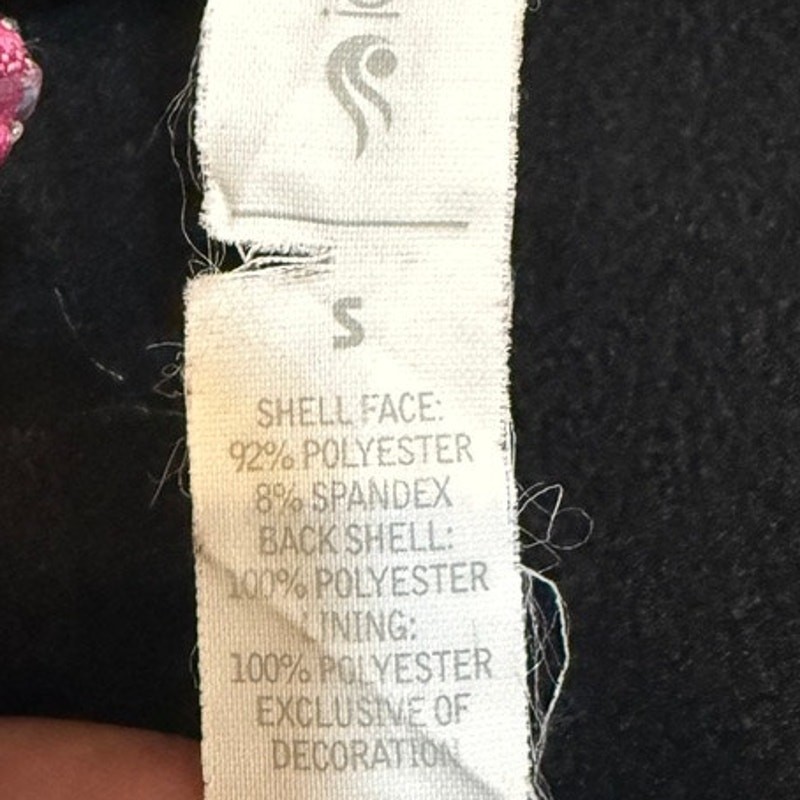 S
SHELL FACE:
92% POLYESTER
8% SPANDEX
BACK SHELL:
100% POLYESTER
LINING:
100% POLYESTER
EXCLUSIVE OF
DECORATION